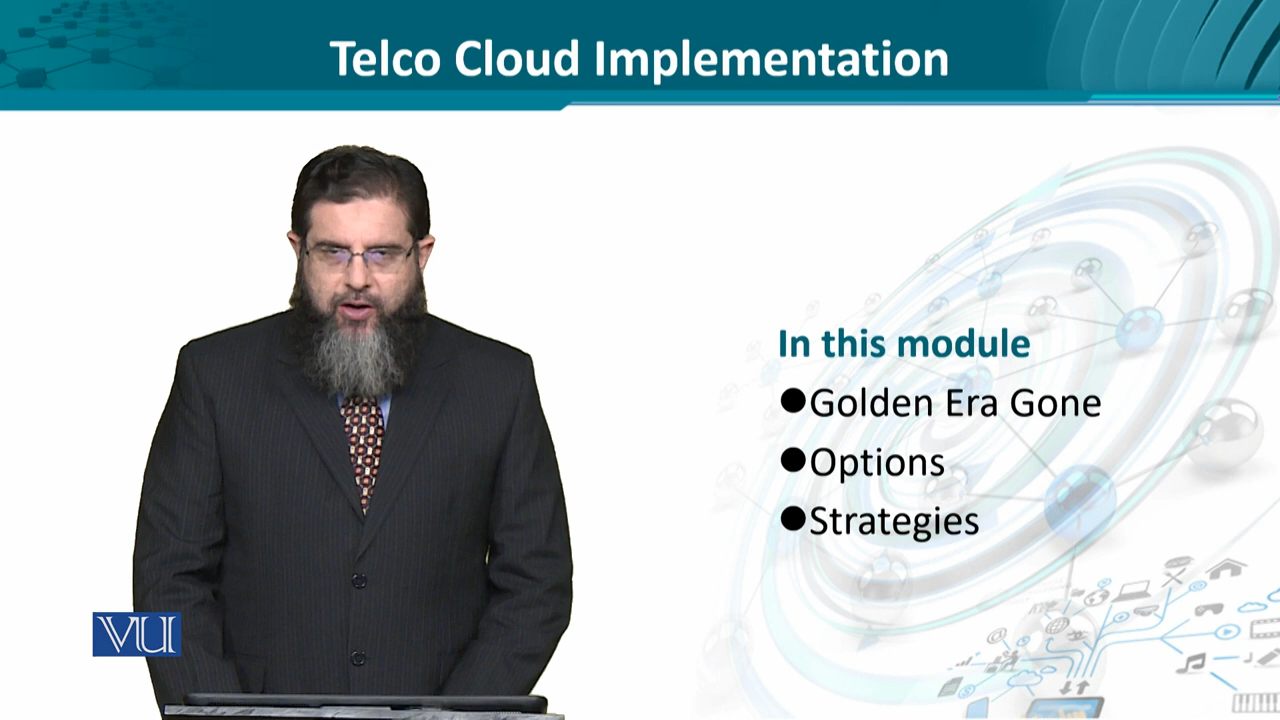 Telco Cloud Implementation
In this module
●Golden Era Gone
●Options
●Strategies
VU